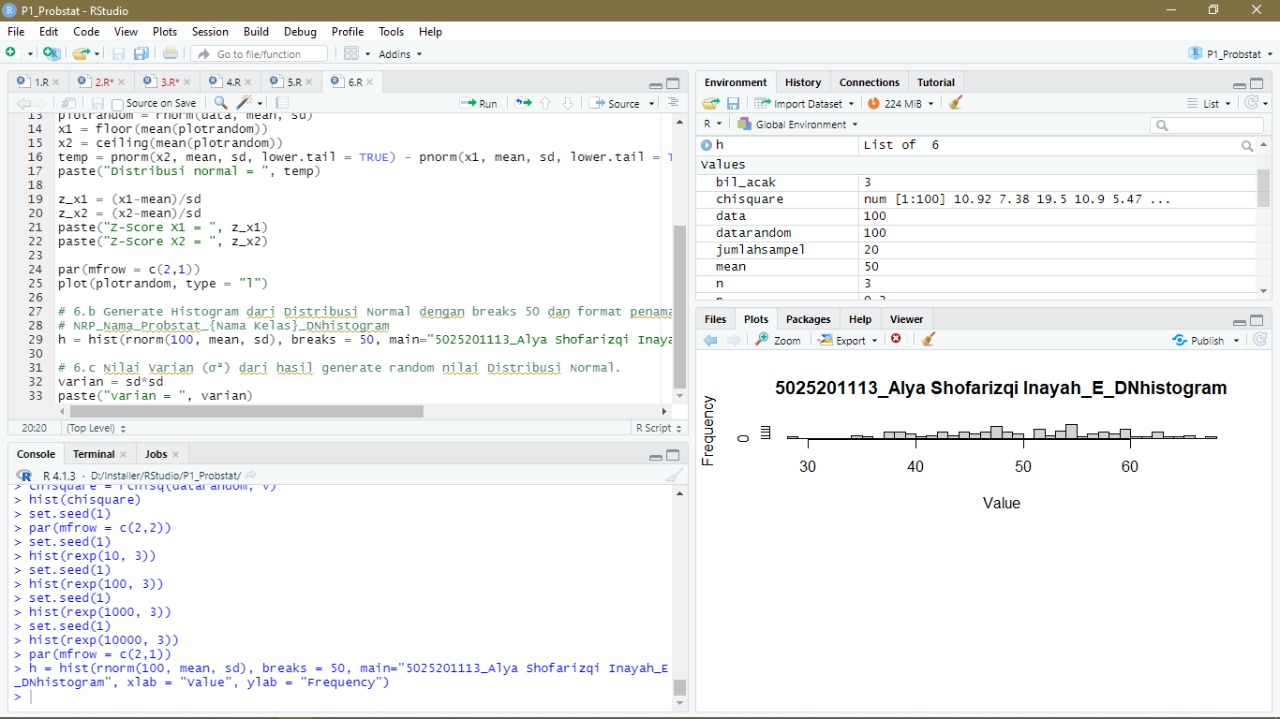 P1_Probstat - RStudio
File Edit Code View Plots Session Build Debug Profile Tools Help
Go to file/function Addins P1_Probstat
1.R 2.R* 3.R* 4.R 5.R 6.R
Source on Save Run Source
13 plotrandom = rnorm(data, mean, sd)
14 x1 = floor(mean(plotrandom))
15 x2 = ceiling(mean(plotrandom))
16 temp = pnorm(x2, mean, sd, lower.tail = TRUE) - pnorm(x1, mean, sd, lower.tail = T
17 paste("Distribusi normal = ", temp)
18
19 z_x1 = (x1-mean)/sd
20 z_x2 = (x2-mean)/sd
21 paste("Z-Score X1 = ", z_x1)
22 paste("Z-Score X2 = ", z_x2)
23
24 par(mfrow = c(2,1))
25 plot(plotrandom, type = "l")
26
27 # 6.b Generate Histogram dari Distribusi Normal dengan breaks 50 dan format penama
28 # NRP_Nama_Probstat_{Nama Kelas}_DNhistogram
29 h = hist(rnorm(100, mean, sd), breaks = 50, main="5025201113_Alya Shofarizqi Inaya
30
31 # 6.c Nilai Varian (σ²) dari hasil generate random nilai Distribusi Normal.
32 varian = sd*sd
33 paste("varian = ", varian)
20:20 (Top Level) R Script
Console Terminal Jobs
R 4.1.3 · D:/Installer/RStudio/P1_Probstat/
> chisquare = rchisq(datarandom, v)
> hist(chisquare)
> set.seed(1)
> par(mfrow = c(2,2))
> set.seed(1)
> hist(rexp(10, 3))
> set.seed(1)
> hist(rexp(100, 3))
> set.seed(1)
> hist(rexp(1000, 3))
> set.seed(1)
> hist(rexp(10000, 3))
> par(mfrow = c(2,1))
> h = hist(rnorm(100, mean, sd), breaks = 50, main="5025201113_Alya Shofarizqi Inayah_E
_DNhistogram", xlab = "Value", ylab = "Frequency")
>
Environment History Connections Tutorial
Import Dataset 224 MiB List
R Global Environment
h List of 6
Values
bil_acak 3
chisquare num [1:100] 10.92 7.38 19.5 10.9 5.47 ...
data 100
datarandom 100
jumlahsampel 20
mean 50
n 3
Files Plots Packages Help Viewer
Zoom Export Publish
5025201113_Alya Shofarizqi Inayah_E_DNhistogram
Frequency
0
30 40 50 60
Value